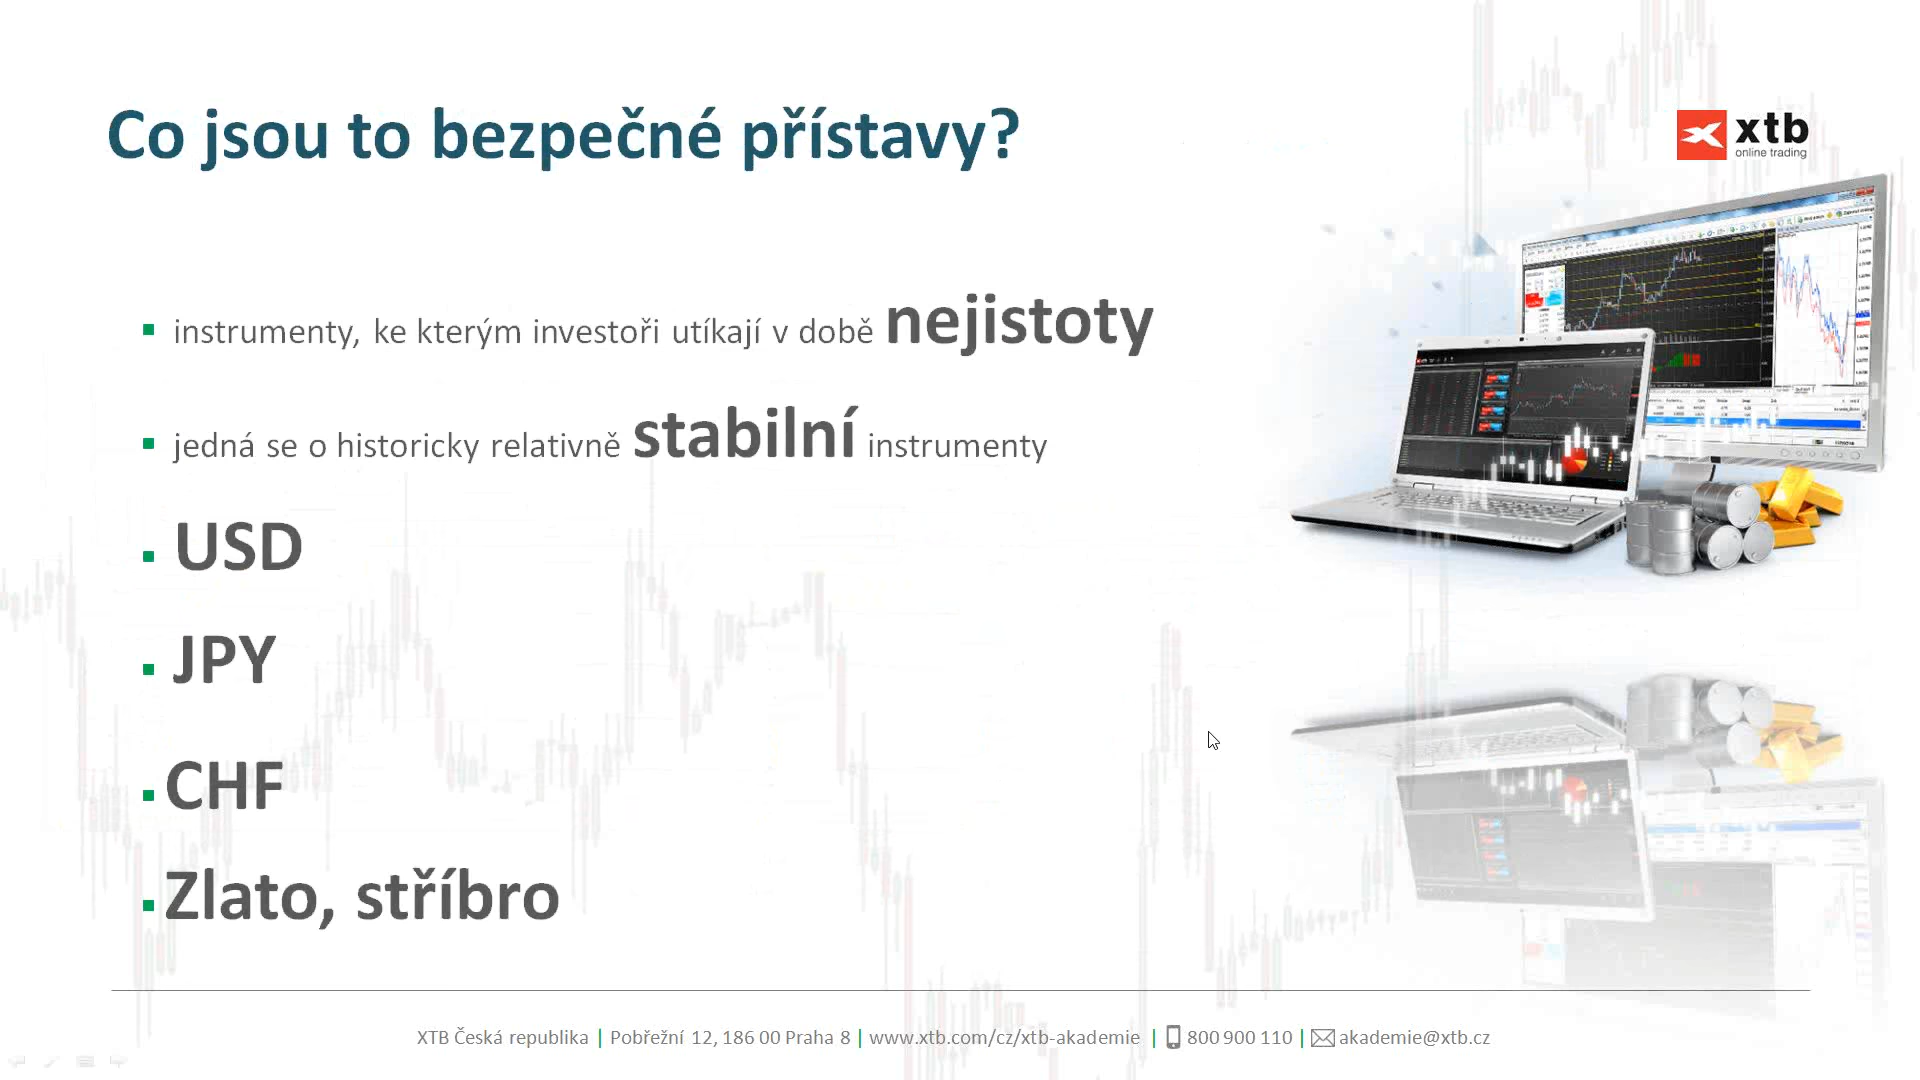 Co jsou to bezpečné přístavy?
xtb
online trading
instrumenty, ke kterým investoři utíkají v době nejistoty
jedná se o historicky relativně stabilní instrumenty
USD
JPY
CHF
Zlato, stříbro
XTB Česká republika | Pobřežní 12, 186 00 Praha 8 | www.xtb.com/cz/xtb-akademie | 800 900 110 | akademie@xtb.cz